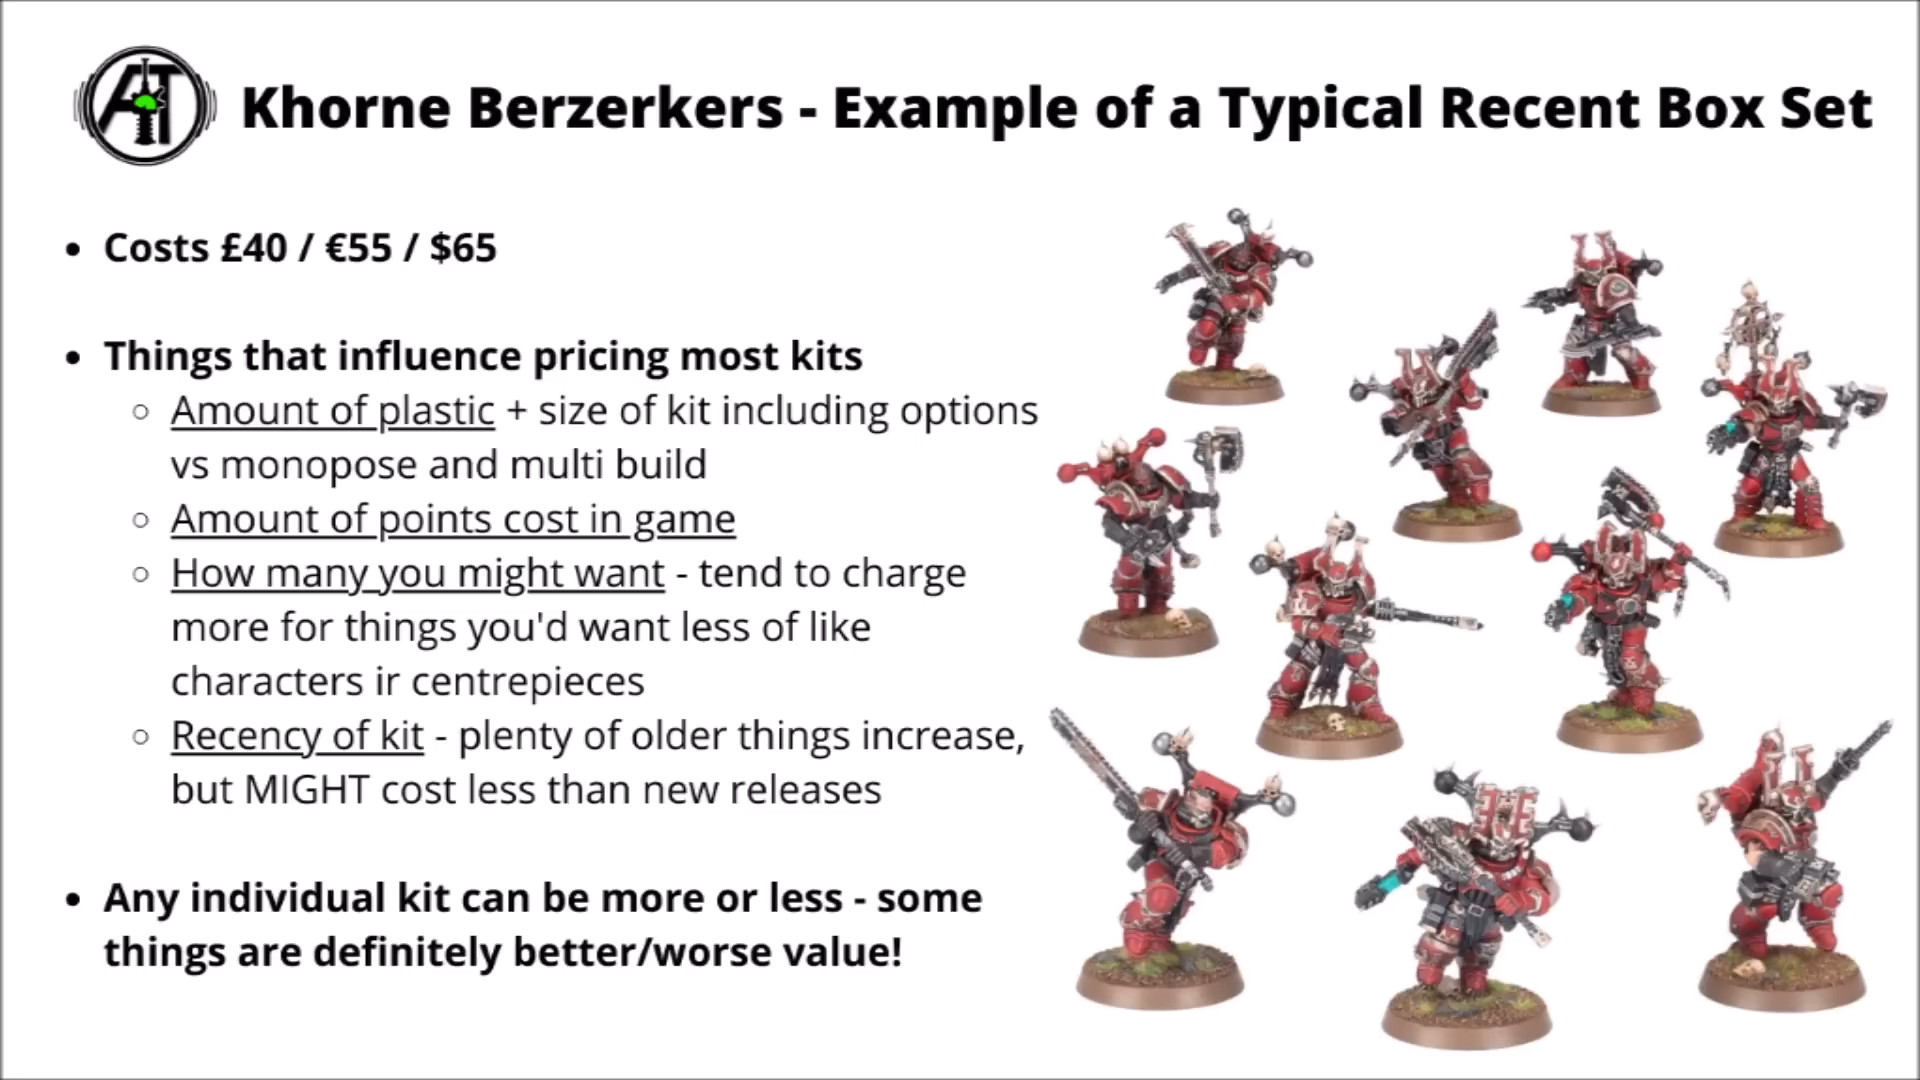 AT
Khorne Berzerkers - Example of a Typical Recent Box Set
• Costs £40 / €55 / $65
• Things that influence pricing most kits
○ Amount of plastic + size of kit including options
vs monopose and multi build
○ Amount of points cost in game
○ How many you might want - tend to charge
more for things you'd want less of like
characters ir centrepieces
○ Recency of kit - plenty of older things increase,
but MIGHT cost less than new releases
• Any individual kit can be more or less - some
things are definitely better/worse value!